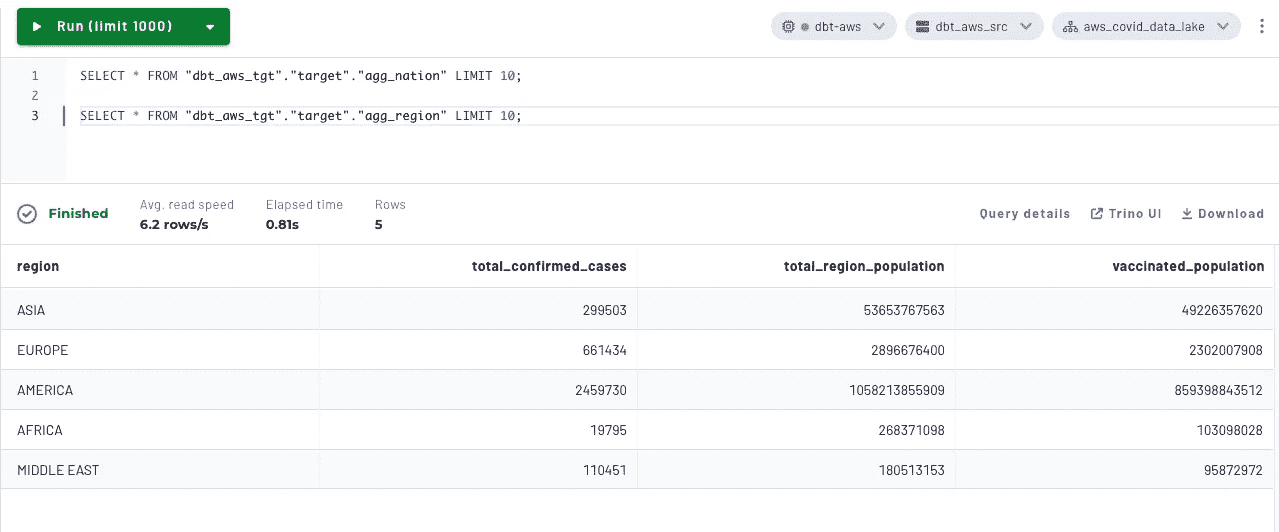 Run (limit 1000) dbt-aws dbt_aws_src aws_covid_data_lake
1 SELECT * FROM "dbt_aws_tgt"."target"."agg_nation" LIMIT 10;
2
3 SELECT * FROM "dbt_aws_tgt"."target"."agg_region" LIMIT 10;
Finished Avg. read speed Elapsed time Rows Query details Trino UI Download
6.2 rows/s 0.81s 5
region total_confirmed_cases total_region_population vaccinated_population
ASIA 299503 53653767563 49226357620
EUROPE 661434 2896676400 2302007908
AMERICA 2459730 1058213855909 859398843512
AFRICA 19795 268371098 103098028
MIDDLE EAST 110451 180513153 95872972